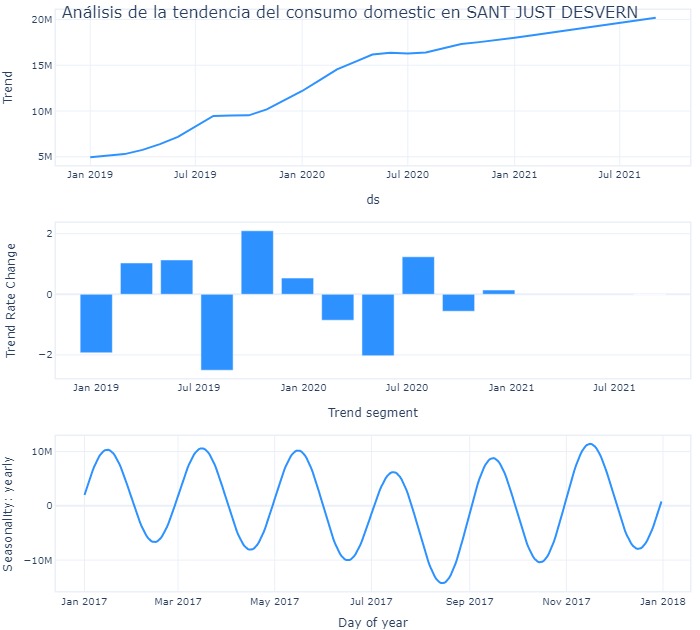 Análisis de la tendencia del consumo domestic en SANT JUST DESVERN
20M
15M
10M
5M
Trend
Jan 2019
Jul 2019
Jan 2020
Jul 2020
Jan 2021
Jul 2021
ds
2
0
−2
Trend Rate Change
Jan 2019
Jul 2019
Jan 2020
Jul 2020
Jan 2021
Jul 2021
Trend segment
10M
0
−10M
Seasonality: yearly
Jan 2017
Mar 2017
May 2017
Jul 2017
Sep 2017
Nov 2017
Jan 2018
Day of year